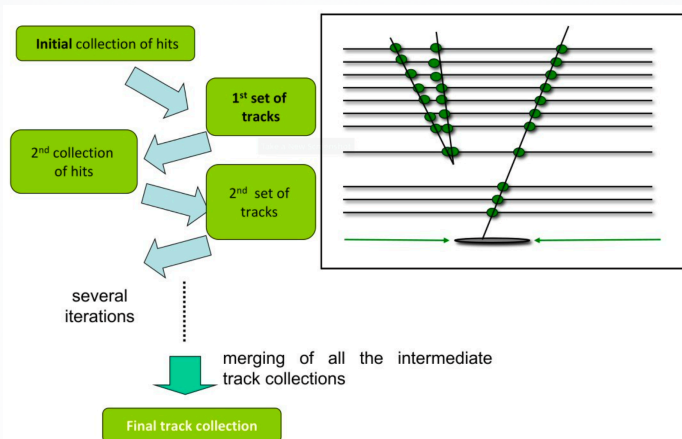 Initial collection of hits
1st set of
tracks
2nd collection
of hits
2nd set of
tracks
several
iterations
merging of all the intermediate
track collections
Final track collection